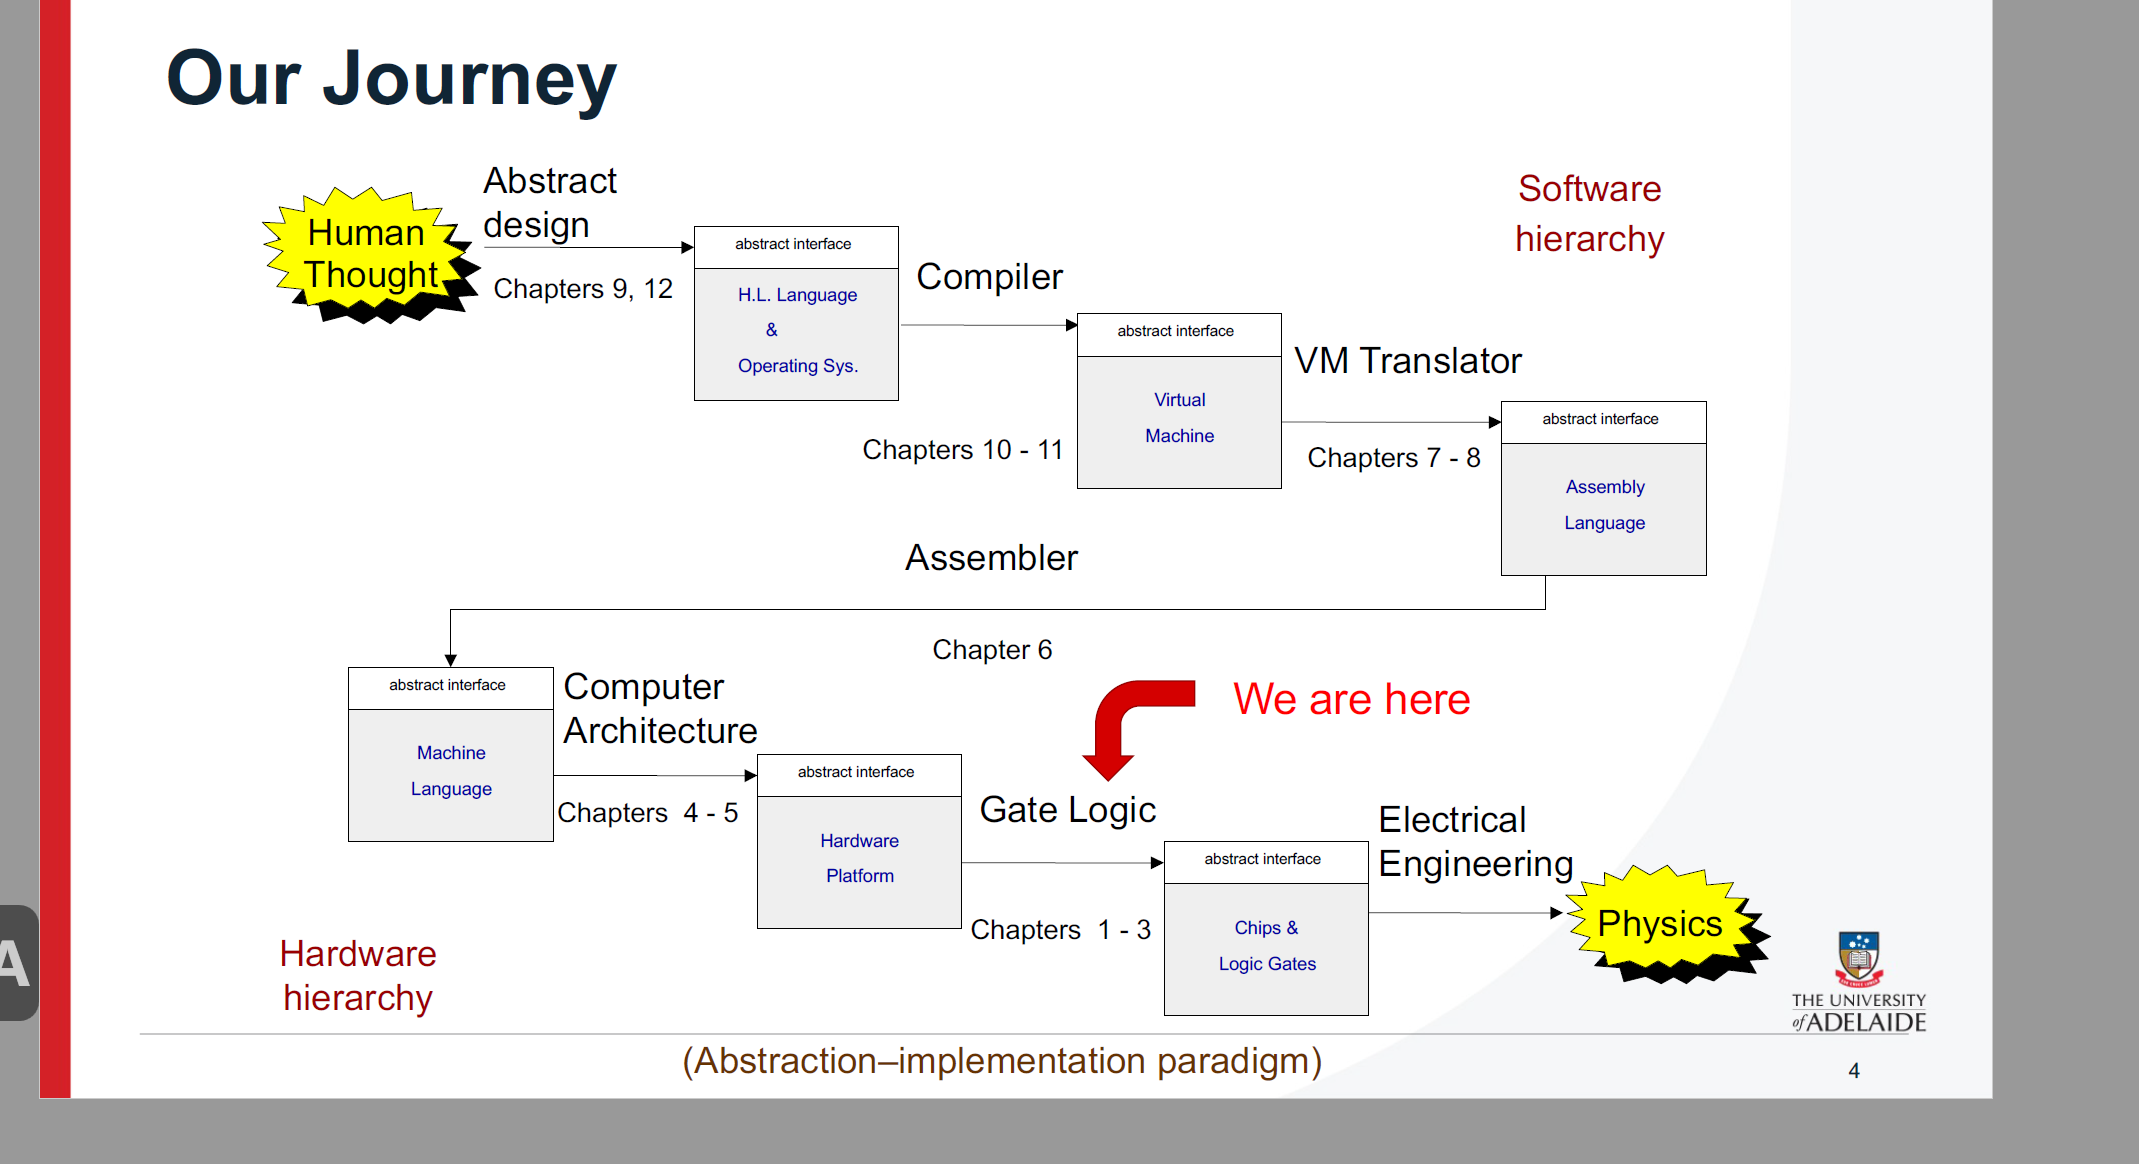 Our Journey
Human
Thought
Abstract
design
Chapters 9, 12
abstract interface
H.L. Language
&
Operating Sys.
Compiler
Chapters 10 - 11
abstract interface
Virtual
Machine
VM Translator
Chapters 7 - 8
abstract interface
Assembly
Language
Software
hierarchy
Assembler
Chapter 6
abstract interface
Machine
Language
Computer
Architecture
Chapters 4 - 5
abstract interface
Hardware
Platform
We are here
Gate Logic
Chapters 1 - 3
abstract interface
Chips &
Logic Gates
Electrical
Engineering
Physics
Hardware
hierarchy
A
THE UNIVERSITY
of ADELAIDE
(Abstraction–implementation paradigm)
4